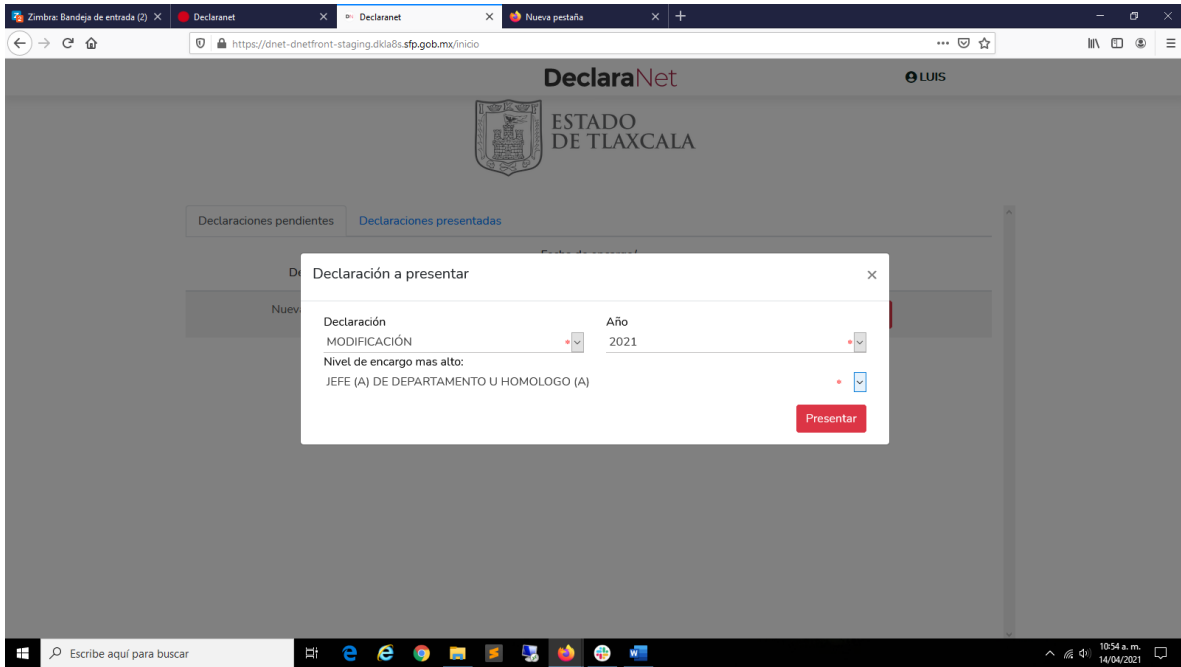 Zimbra: Bandeja de entrada (2)
Declaranet
Declaranet
Nueva pestaña
https://dnet-dnetfront-staging.dkla8s.sfp.gob.mx/inicio
DeclaraNet
LUIS
ESTADO
DE TLAXCALA
Declaraciones pendientes
Declaraciones presentadas
Declaración a presentar
Declaración
Año
MODIFICACIÓN *
2021 *
Nivel de encargo mas alto:
JEFE (A) DE DEPARTAMENTO U HOMOLOGO (A) *
Presentar
Escribe aquí para buscar
10:54 a. m.
14/04/2021